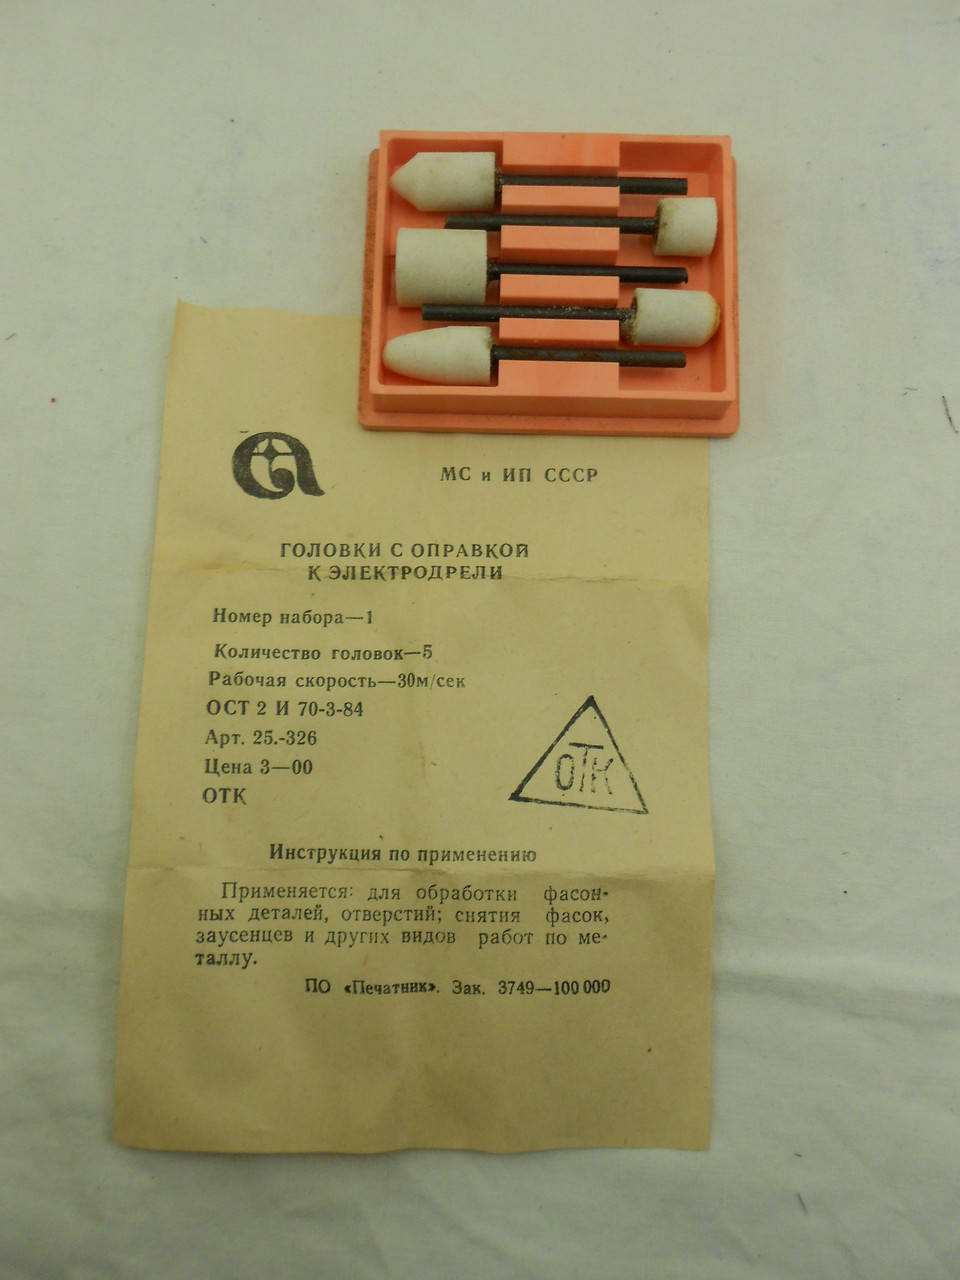 МС и ИП СССР
ГОЛОВКИ С ОПРАВКОЙ
К ЭЛЕКТРОДРЕЛИ
Номер набора—1
Количество головок—5
Рабочая скорость—30м/сек
ОСТ 2 И 70-3-84
Арт. 25.-326
Цена 3—00
ОТК
ОТК
Инструкция по применению
Применяется: для обработки фасон-
ных деталей, отверстий; снятия фасок,
заусенцев и других видов работ по ме-
таллу.
ПО «Печатник». Зак. 3749—100 000